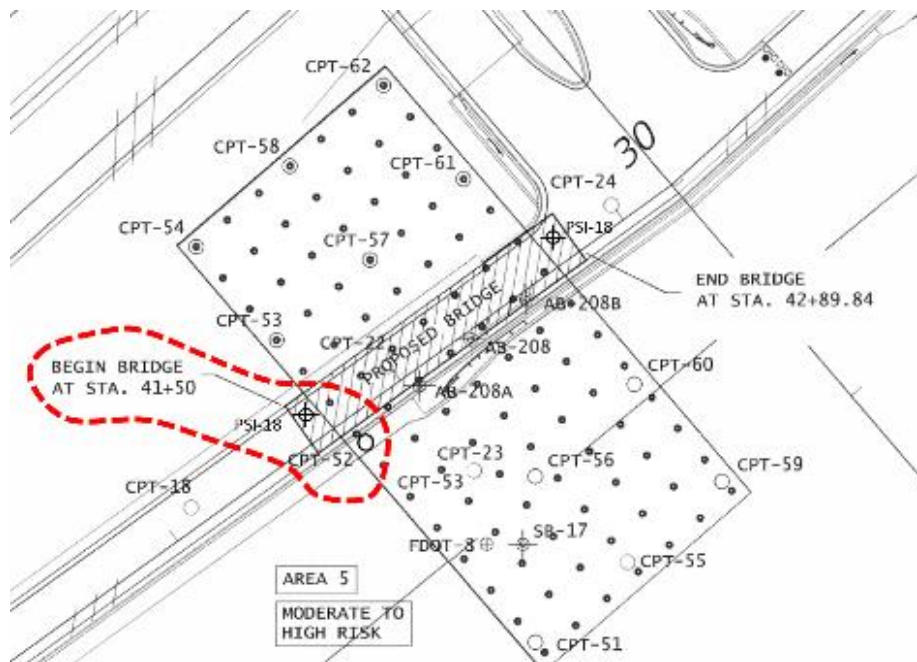 CPT-62
CPT-58
CPT-61
30
CPT-24
CPT-54
PSI-18
CPT-57
END BRIDGE
AT STA. 42+89.84
AB-208B
CPT-53
CPT-22
PROPOSED BRIDGE
AB-208
BEGIN BRIDGE
AT STA. 41+50
CPT-60
AB-208A
PSI-18
CPT-52
CPT-23
CPT-56
CPT-59
CPT-18
CPT-53
FDOT-8
SB-17
CPT-55
AREA 5
MODERATE TO
HIGH RISK
CPT-51